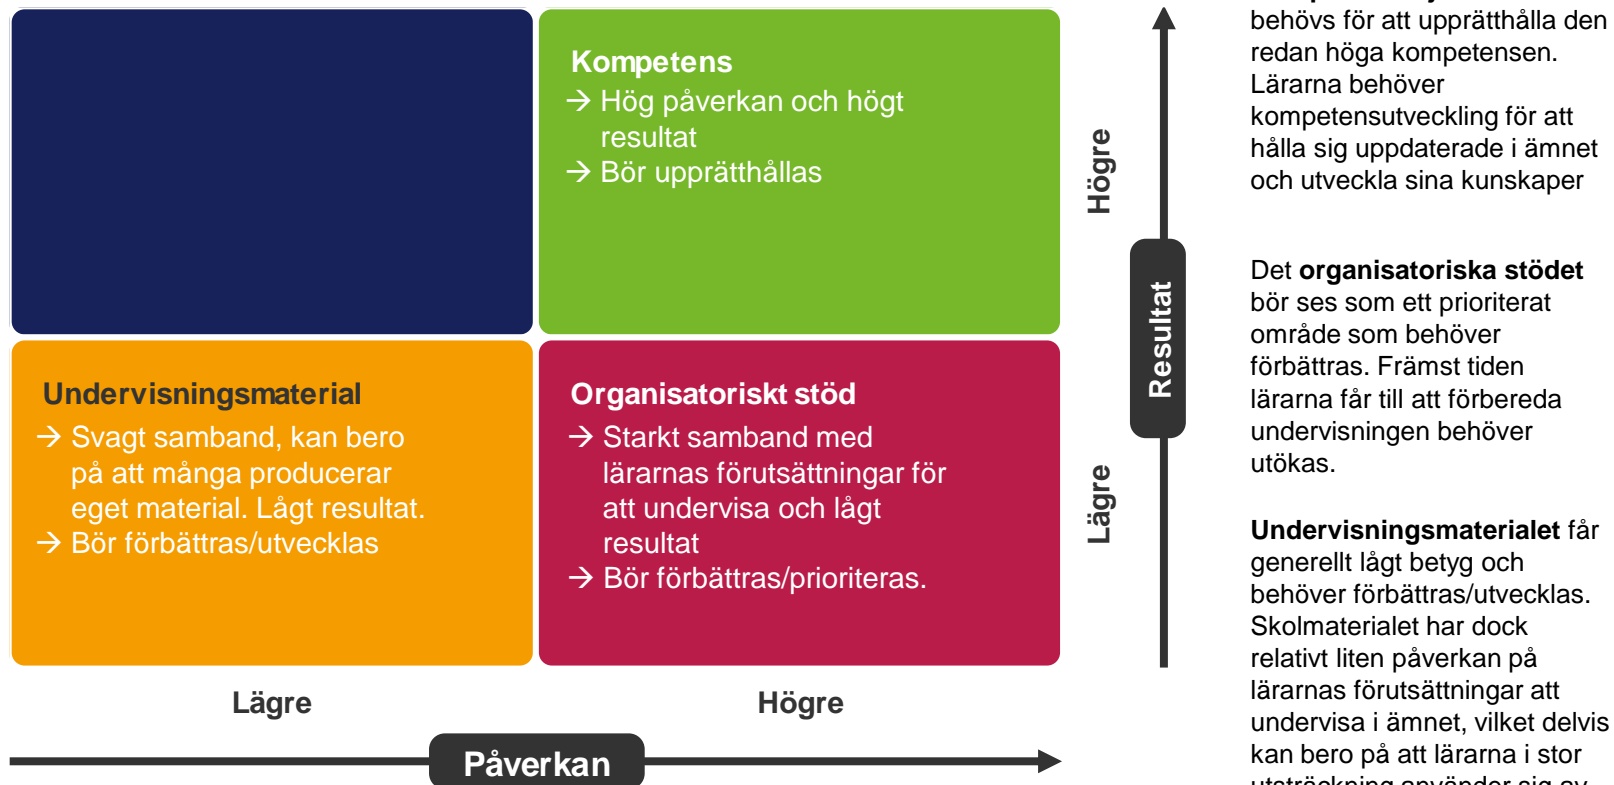 Kompetens
→ Hög påverkan och högt
resultat
→ Bör upprätthållas
Undervisningsmaterial
→ Svagt samband, kan bero
på att många producerar
eget material. Lågt resultat.
→ Bör förbättras/utvecklas
Organisatoriskt stöd
→ Starkt samband med
lärarnas förutsättningar för
att undervisa och lågt
resultat
→ Bör förbättras/prioriteras.
Lägre
Högre
Påverkan
Högre
Resultat
Lägre
behövs för att upprätthålla den
redan höga kompetensen.
Lärarna behöver
kompetensutveckling för att
hålla sig uppdaterade i ämnet
och utveckla sina kunskaper
Det organisatoriska stödet
bör ses som ett prioriterat
område som behöver
förbättras. Främst tiden
lärarna får till att förbereda
undervisningen behöver
utökas.
Undervisningsmaterialet får
generellt lågt betyg och
behöver förbättras/utvecklas.
Skolmaterialet har dock
relativt liten påverkan på
lärarnas förutsättningar att
undervisa i ämnet, vilket delvis
kan bero på att lärarna i stor
utsträckning använder sig av